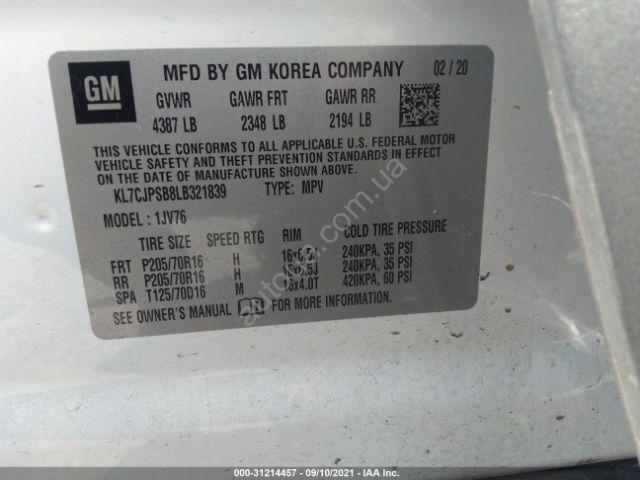 GM
MFD BY GM KOREA COMPANY 02 / 20
GVWR GAWR FRT GAWR RR
4387 LB 2348 LB 2194 LB
THIS VEHICLE CONFORMS TO ALL APPLICABLE U.S. FEDERAL MOTOR
VEHICLE SAFETY AND THEFT PREVENTION STANDARDS IN EFFECT
ON THE DATE OF MANUFACTURE SHOWN ABOVE.
KL7CJPSB8LB321839 TYPE: MPV
MODEL : 1JV76
TIRE SIZE SPEED RTG RIM COLD TIRE PRESSURE
FRT P205/70R16 H 16x6.5J 240KPA, 35 PSI
RR P205/70R16 H 16x6.5J 240KPA, 35 PSI
SPA T125/70D16 M 16x4.0T 420KPA, 60 PSI
SEE OWNER'S MANUAL FOR MORE INFORMATION.
000-31214457 - 09/10/2021 - IAA Inc.